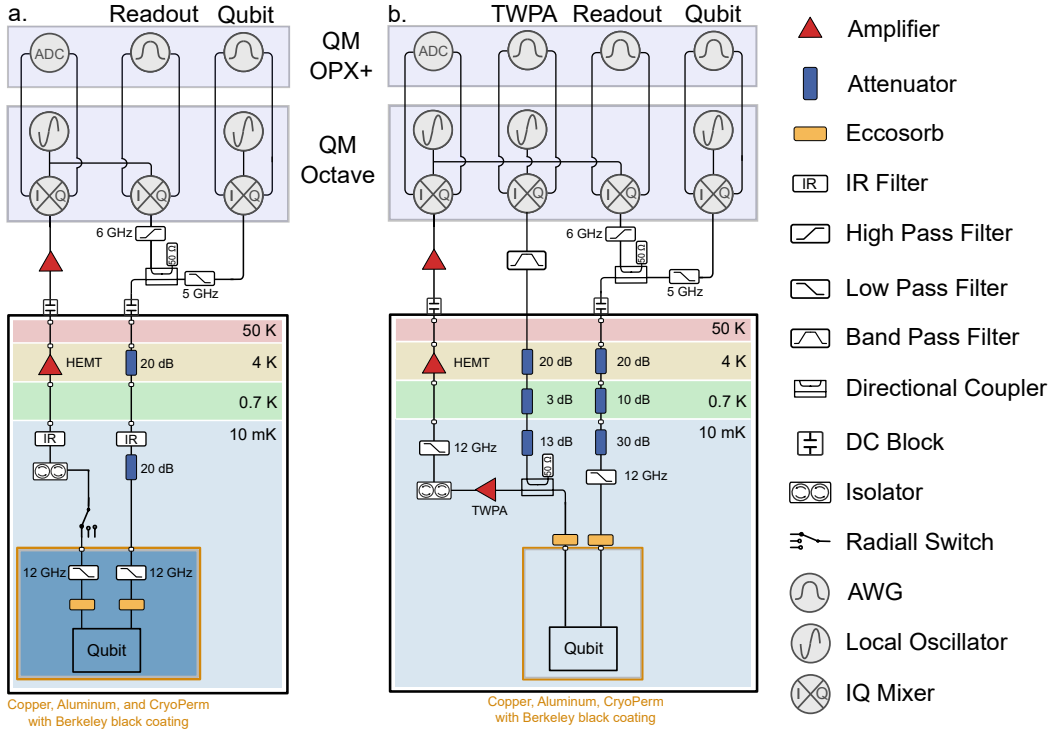 a.
Readout
Qubit
ADC
QM
OPX+
QM
Octave
I
Q
I
Q
I
Q
6 GHz
50 Ω
5 GHz
50 K
HEMT
20 dB
4 K
0.7 K
10 mK
IR
IR
20 dB
12 GHz
12 GHz
Qubit
Copper, Aluminum, and CryoPerm
with Berkeley black coating
b.
TWPA
Readout
Qubit
ADC
I
Q
I
Q
I
Q
I
Q
6 GHz
50 Ω
5 GHz
50 K
HEMT
20 dB
20 dB
4 K
3 dB
10 dB
0.7 K
10 mK
12 GHz
13 dB
30 dB
50 Ω
12 GHz
TWPA
Qubit
Copper, Aluminum, CryoPerm
with Berkeley black coating
Amplifier
Attenuator
Eccosorb
IR
IR Filter
High Pass Filter
Low Pass Filter
Band Pass Filter
Directional Coupler
DC Block
Isolator
Radiall Switch
AWG
Local Oscillator
I
Q
IQ Mixer